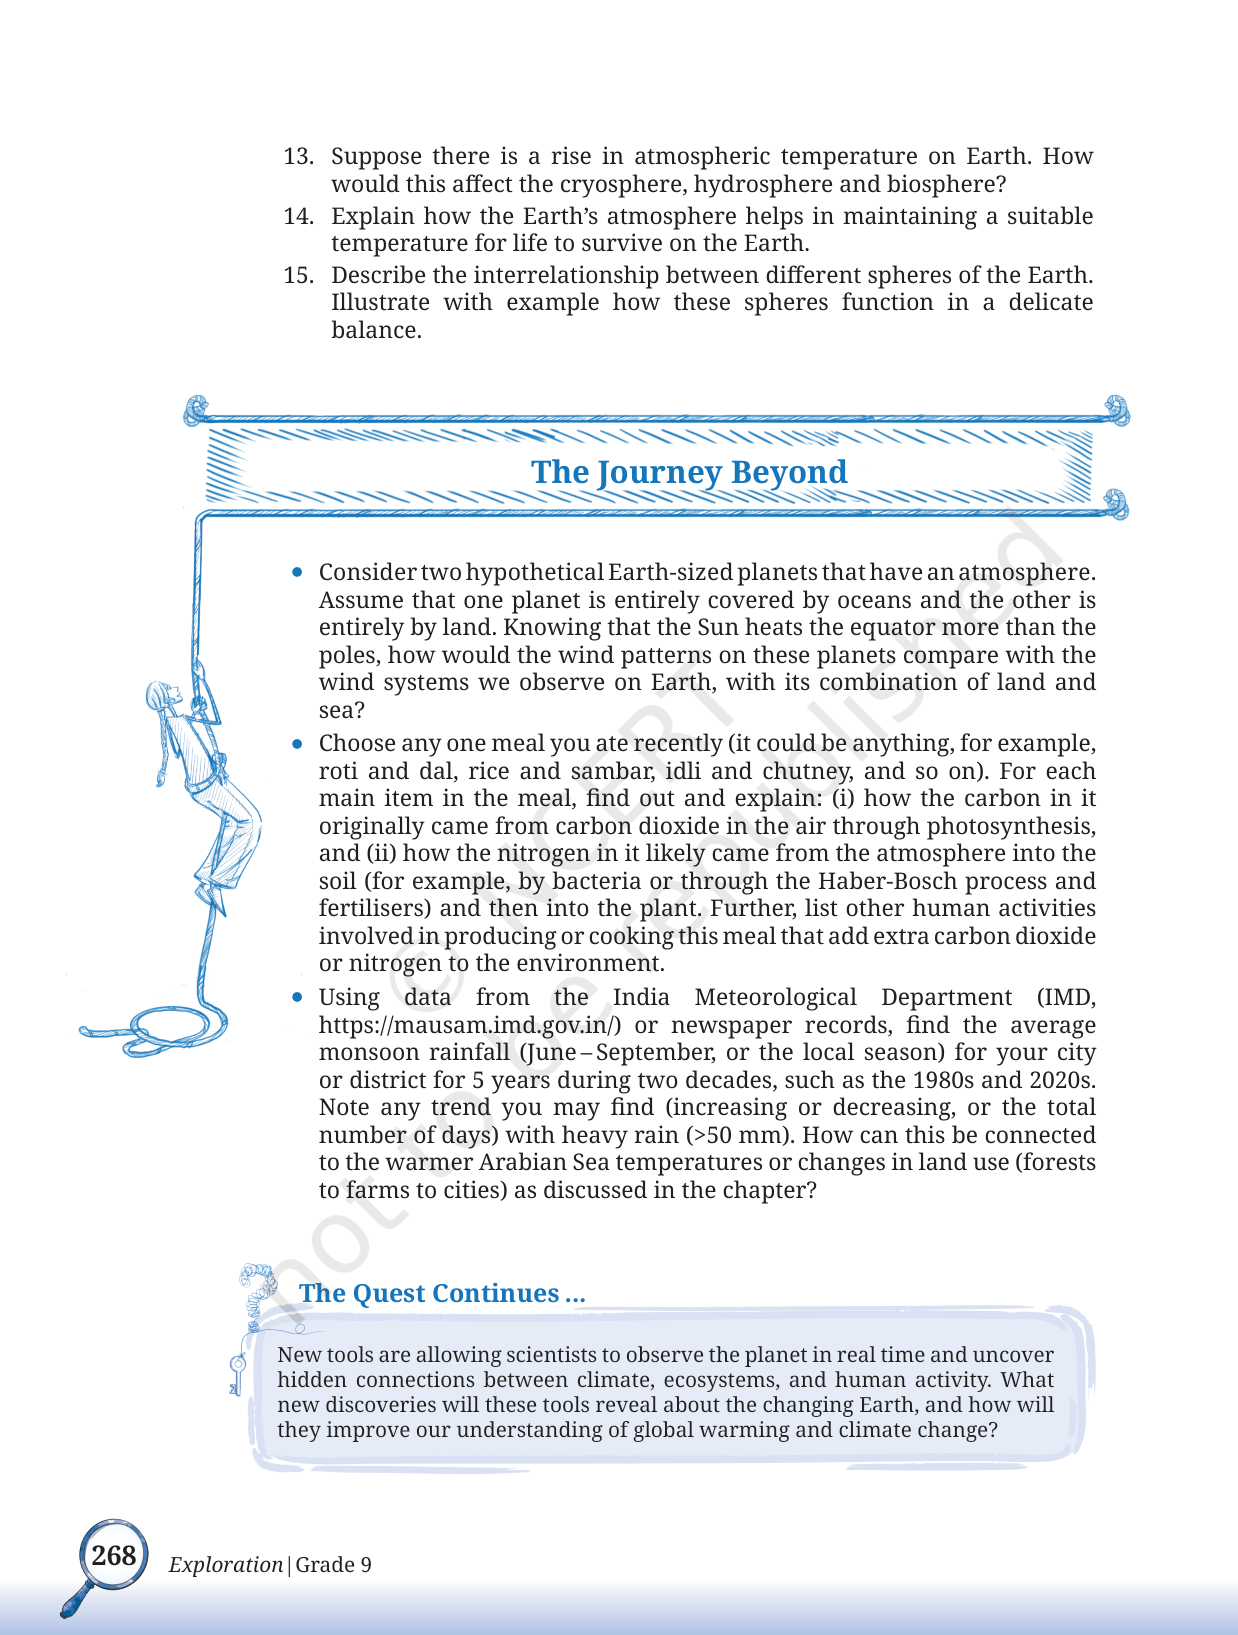 13. Suppose there is a rise in atmospheric temperature on Earth. How
would this affect the cryosphere, hydrosphere and biosphere?
14. Explain how the Earth’s atmosphere helps in maintaining a suitable
temperature for life to survive on the Earth.
15. Describe the interrelationship between different spheres of the Earth.
Illustrate with example how these spheres function in a delicate
balance.
The Journey Beyond
• Consider two hypothetical Earth-sized planets that have an atmosphere.
Assume that one planet is entirely covered by oceans and the other is
entirely by land. Knowing that the Sun heats the equator more than the
poles, how would the wind patterns on these planets compare with the
wind systems we observe on Earth, with its combination of land and
sea?
• Choose any one meal you ate recently (it could be anything, for example,
roti and dal, rice and sambar, idli and chutney, and so on). For each
main item in the meal, find out and explain: (i) how the carbon in it
originally came from carbon dioxide in the air through photosynthesis,
and (ii) how the nitrogen in it likely came from the atmosphere into the
soil (for example, by bacteria or through the Haber-Bosch process and
fertilisers) and then into the plant. Further, list other human activities
involved in producing or cooking this meal that add extra carbon dioxide
or nitrogen to the environment.
• Using data from the India Meteorological Department (IMD,
https://mausam.imd.gov.in/) or newspaper records, find the average
monsoon rainfall (June – September, or the local season) for your city
or district for 5 years during two decades, such as the 1980s and 2020s.
Note any trend you may find (increasing or decreasing, or the total
number of days) with heavy rain (>50 mm). How can this be connected
to the warmer Arabian Sea temperatures or changes in land use (forests
to farms to cities) as discussed in the chapter?
© NCERT
not to be republished
The Quest Continues ...
New tools are allowing scientists to observe the planet in real time and uncover
hidden connections between climate, ecosystems, and human activity. What
new discoveries will these tools reveal about the changing Earth, and how will
they improve our understanding of global warming and climate change?
268
Exploration|Grade 9